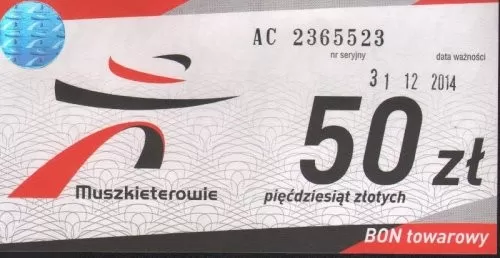 AC 2365523
nr seryjny
data ważności
31 12 2014
50 zł
pięćdziesiąt złotych
Muszkieterowie
BON towarowy